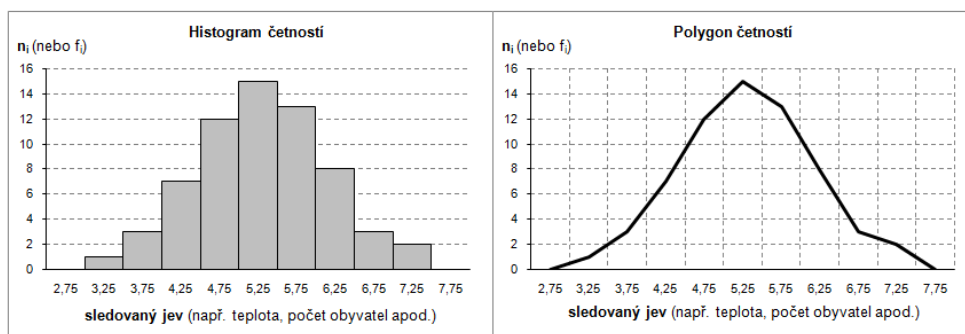 Histogram četností
nᵢ (nebo fᵢ)
16
14
12
10
8
6
4
2
0
2,75 3,25 3,75 4,25 4,75 5,25 5,75 6,25 6,75 7,25 7,75
sledovaný jev (např. teplota, počet obyvatel apod.)
Polygon četností
nᵢ (nebo fᵢ)
16
14
12
10
8
6
4
2
0
2,75 3,25 3,75 4,25 4,75 5,25 5,75 6,25 6,75 7,25 7,75
sledovaný jev (např. teplota, počet obyvatel apod.)